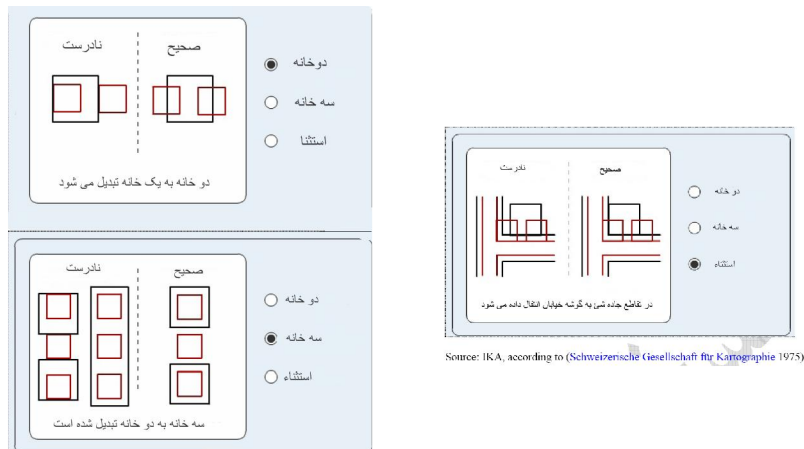 صحیح
نادرست
دوخانه
سه خانه
استثنا
دو خانه به یک خانه تبدیل می شود
صحیح
نادرست
دو خانه
سه خانه
استثناء
سه خانه به دو خانه تبدیل شده است
صحیح
نادرست
دو خانه
سه خانه
استثناء
در تقاطع جاده شئ به گوشه خیابان انتقال داده می شود
Source: IKA, according to (Schweizerische Gesellschaft für Kartographie 1975)